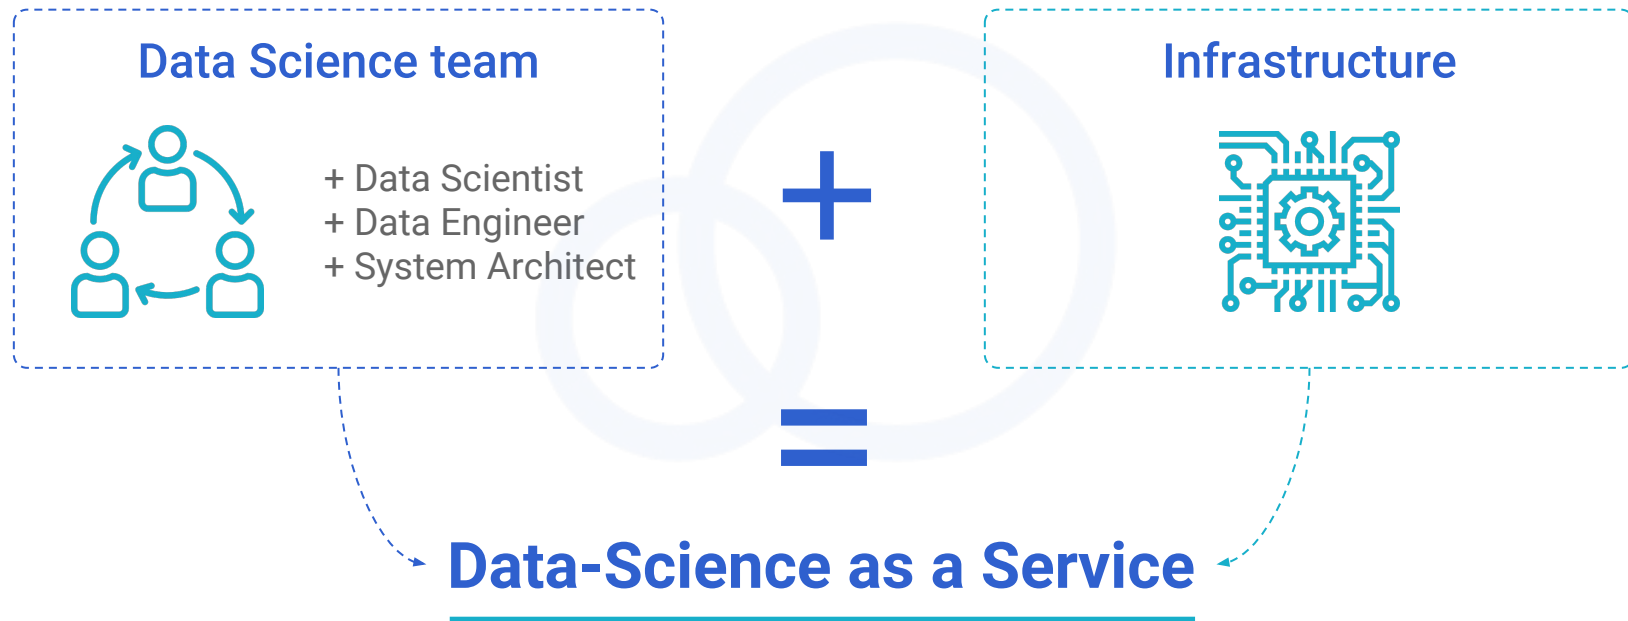 Data Science team
+ Data Scientist
+ Data Engineer
+ System Architect
+
Infrastructure
=
Data-Science as a Service